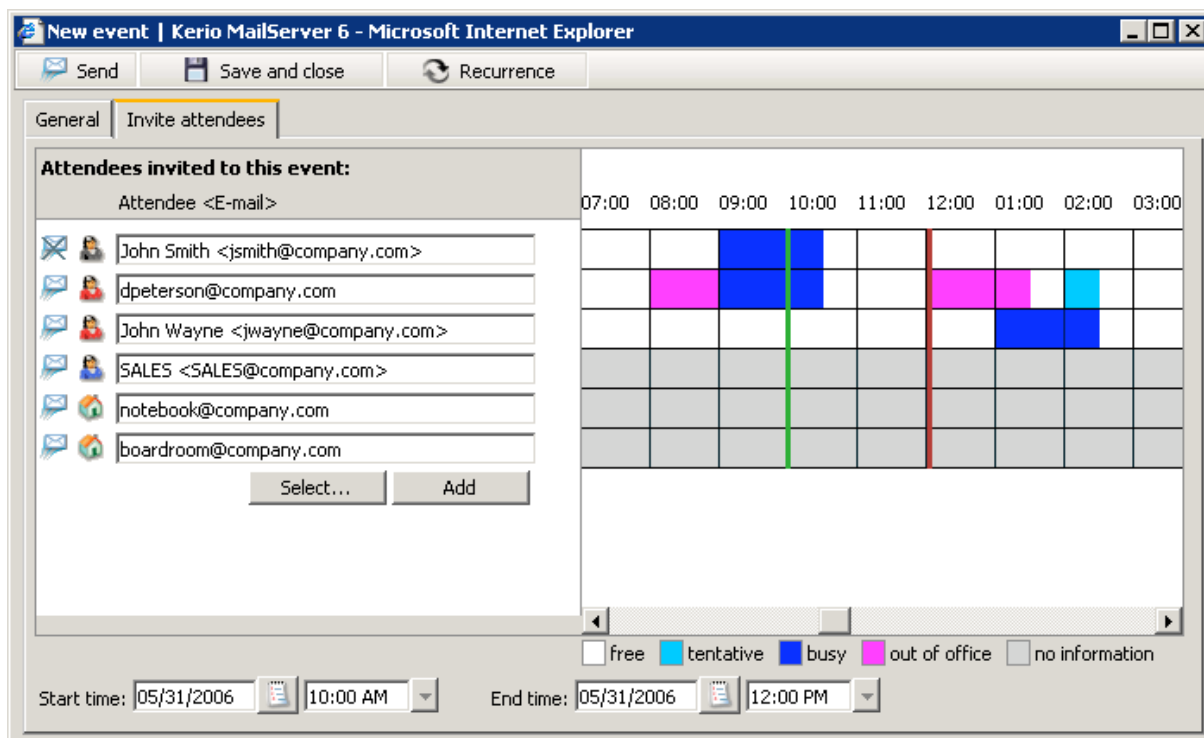 New event | Kerio MailServer 6 - Microsoft Internet Explorer
Send Save and close Recurrence
General Invite attendees
Attendees invited to this event:
Attendee <E-mail> 07:00 08:00 09:00 10:00 11:00 12:00 01:00 02:00 03:00
John Smith <jsmith@company.com>
dpeterson@company.com
John Wayne <jwayne@company.com>
SALES <SALES@company.com>
notebook@company.com
boardroom@company.com
Select... Add
free tentative busy out of office no information
Start time: 05/31/2006 10:00 AM End time: 05/31/2006 12:00 PM